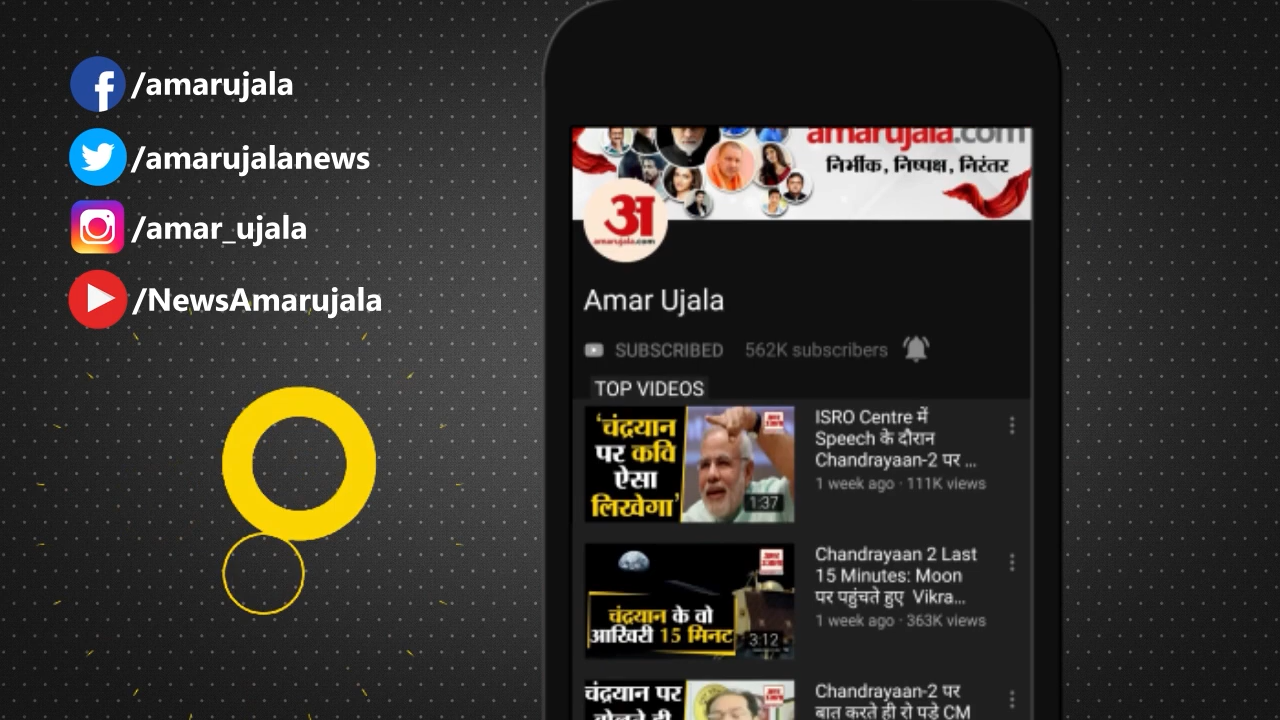 /amarujala
/amarujalanews
/amar_ujala
/NewsAmarujala
amarujala.com
निर्भीक, निष्पक्ष, निरंतर
अ
amarujala.com
Amar Ujala
SUBSCRIBED 562K subscribers
TOP VIDEOS
‘चंद्रयान
पर कवि
ऐसा
लिखेगा’
1:37
ISRO Centre में
Speech के दौरान
Chandrayaan-2 पर ...
1 week ago · 111K views
चंद्रयान के वो
आखिरी 15 मिनट
3:12
Chandrayaan 2 Last
15 Minutes: Moon
पर पहुंचते हुए Vikra...
1 week ago · 363K views
चंद्रयान पर
बोलते ही
Chandrayaan-2 पर
बात करते ही रो पड़े CM